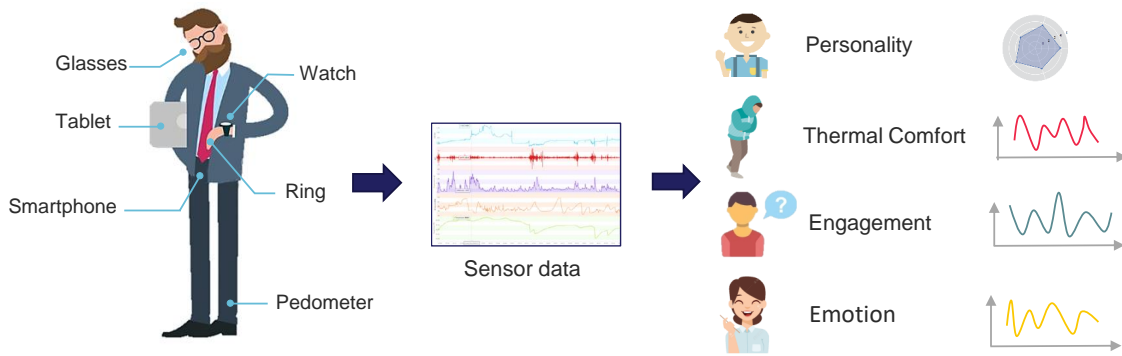 Glasses
Watch
Tablet
Ring
Smartphone
Pedometer
Sensor data
Personality
Thermal Comfort
Engagement
?
Emotion